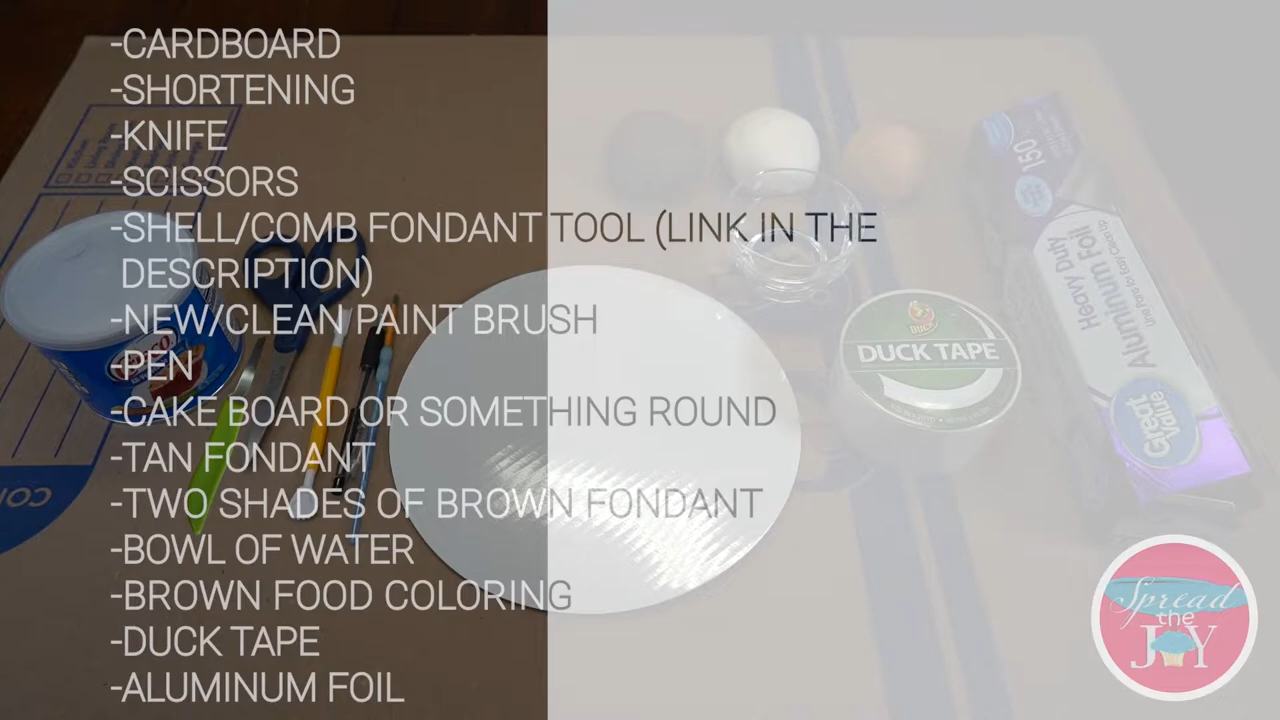 -CARDBOARD
-SHORTENING
-KNIFE
-SCISSORS
-SHELL/COMB FONDANT TOOL (LINK IN THE
DESCRIPTION)
-NEW/CLEAN PAINT BRUSH
-PEN
-CAKE BOARD OR SOMETHING ROUND
-TAN FONDANT
-TWO SHADES OF BROWN FONDANT
-BOWL OF WATER
-BROWN FOOD COLORING
-DUCK TAPE
-ALUMINUM FOIL
DUCK
DUCK TAPE
150
Heavy Duty
Aluminum Foil
Great
Value
Spread
the
JOY